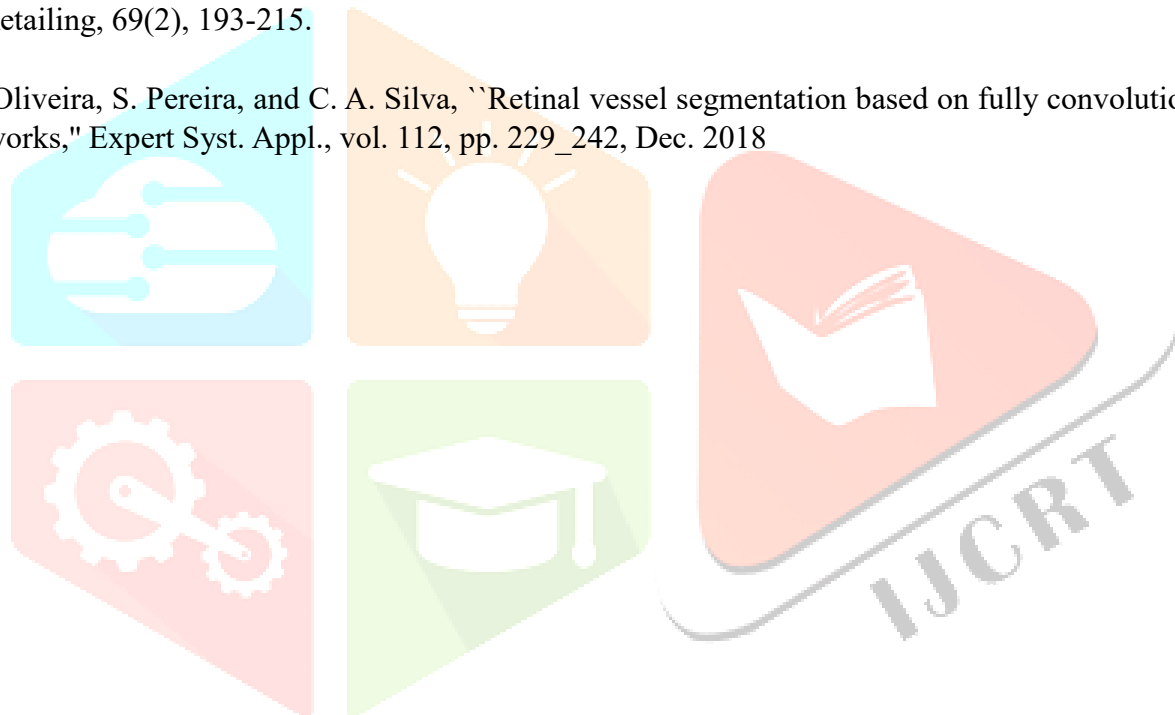 etailing, 69(2), 193-215.
Oliveira, S. Pereira, and C. A. Silva, ``Retinal vessel segmentation based on fully convolutio
works," Expert Syst. Appl., vol. 112, pp. 229_242, Dec. 2018
IJCRT